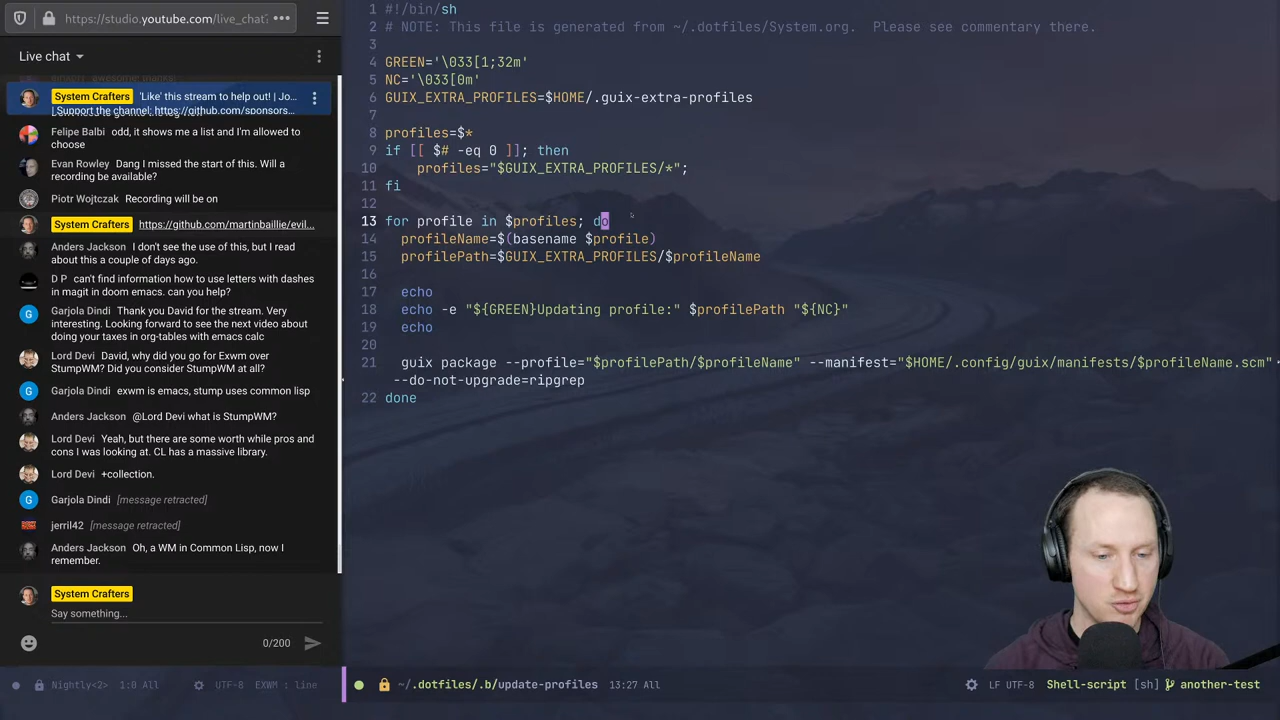 https://studio.youtube.com/live_chat?
Live chat
System Crafters 'Like' this stream to help out! | Jo...
| Support the channel: https://github.com/sponsors...
Felipe Balbi odd, it shows me a list and I'm allowed to
choose
Evan Rowley Dang I missed the start of this. Will a
recording be available?
Piotr Wojtczak Recording will be on
System Crafters https://github.com/martinbaillie/evil...
Anders Jackson I don't see the use of this, but I read
about this a couple of days ago.
D P can't find information how to use letters with dashes
in magit in doom emacs. can you help?
Garjola Dindi Thank you David for the stream. Very
interesting. Looking forward to see the next video about
doing your taxes in org-tables with emacs calc
Lord Devi David, why did you go for Exwm over
StumpWM? Did you consider StumpWM at all?
Garjola Dindi exwm is emacs, stump uses common lisp
Anders Jackson @Lord Devi what is StumpWM?
Lord Devi Yeah, but there are some worth while pros and
cons I was looking at. CL has a massive library.
Lord Devi +collection.
Garjola Dindi [message retracted]
jerril42 [message retracted]
Anders Jackson Oh, a WM in Common Lisp, now I
remember.
System Crafters
Say something...
0/200
Nightly<2> 1:0 All UTF-8 EXWM : line
1 #!/bin/sh
2 # NOTE: This file is generated from ~/.dotfiles/System.org.  Please see commentary there.
3
4 GREEN='\033[1;32m'
5 NC='\033[0m'
6 GUIX_EXTRA_PROFILES=$HOME/.guix-extra-profiles
7
8 profiles=$*
9 if [[ $# -eq 0 ]]; then
10 profiles="$GUIX_EXTRA_PROFILES/*";
11 fi
12
13 for profile in $profiles; do
14 profileName=$(basename $profile)
15 profilePath=$GUIX_EXTRA_PROFILES/$profileName
16
17 echo
18 echo -e "${GREEN}Updating profile:" $profilePath "${NC}"
19 echo
20
21 guix package --profile="$profilePath/$profileName" --manifest="$HOME/.config/guix/manifests/$profileName.scm"
--do-not-upgrade=ripgrep
22 done
~/.dotfiles/.b/update-profiles 13:27 All LF UTF-8 Shell-script [sh] another-test